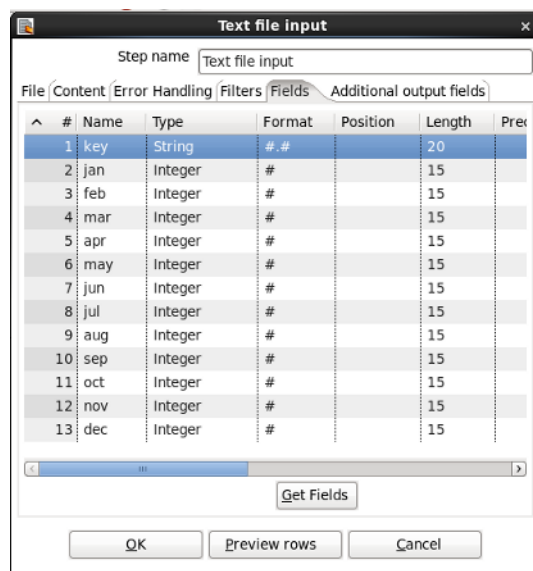 Text file input
Step name Text file input
File Content Error Handling Filters Fields Additional output fields
# Name Type Format Position Length Prec
1 key String #.# 20
2 jan Integer # 15
3 feb Integer # 15
4 mar Integer # 15
5 apr Integer # 15
6 may Integer # 15
7 jun Integer # 15
8 jul Integer # 15
9 aug Integer # 15
10 sep Integer # 15
11 oct Integer # 15
12 nov Integer # 15
13 dec Integer # 15
Get Fields
OK Preview rows Cancel